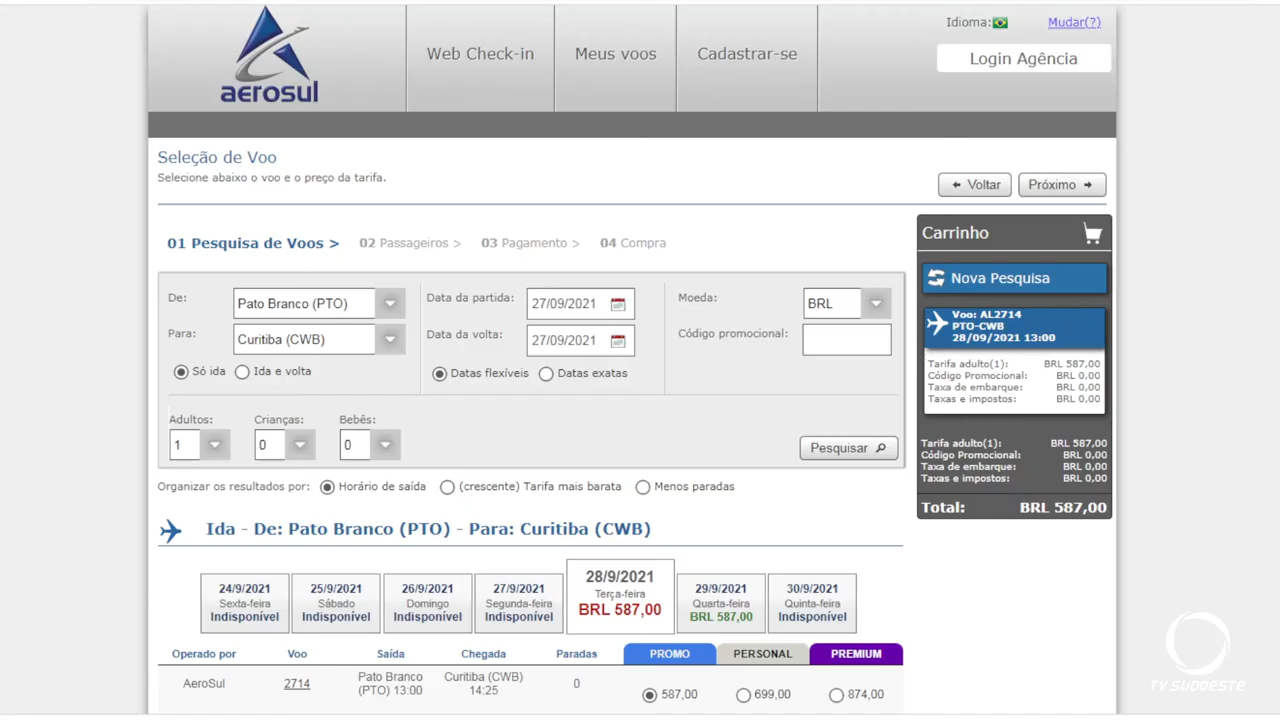 aerosul
Web Check-in
Meus voos
Cadastrar-se
Idioma:
Mudar(?)
Login Agência
Seleção de Voo
Selecione abaixo o voo e o preço da tarifa.
Voltar
Próximo
01 Pesquisa de Voos > 02 Passageiros > 03 Pagamento > 04 Compra
De: Pato Branco (PTO)
Para: Curitiba (CWB)
Só ida Ida e volta
Data da partida: 27/09/2021
Data da volta: 27/09/2021
Datas flexíveis Datas exatas
Moeda: BRL
Código promocional:
Adultos: Crianças: Bebês:
1 0 0
Pesquisar
Organizar os resultados por: Horário de saída (crescente) Tarifa mais barata Menos paradas
Carrinho
Nova Pesquisa
Voo: AL2714
PTO-CWB
28/09/2021 13:00
Tarifa adulto(1): BRL 587,00
Código Promocional: BRL 0,00
Taxa de embarque: BRL 0,00
Taxas e impostos: BRL 0,00
Tarifa adulto(1): BRL 587,00
Código Promocional: BRL 0,00
Taxa de embarque: BRL 0,00
Taxas e impostos: BRL 0,00
Total: BRL 587,00
Ida - De: Pato Branco (PTO) - Para: Curitiba (CWB)
24/9/2021
Sexta-feira
Indisponível
25/9/2021
Sábado
Indisponível
26/9/2021
Domingo
Indisponível
27/9/2021
Segunda-feira
Indisponível
28/9/2021
Terça-feira
BRL 587,00
29/9/2021
Quarta-feira
BRL 587,00
30/9/2021
Quinta-feira
Indisponível
Operado por Voo Saída Chegada Paradas PROMO PERSONAL PREMIUM
AeroSul
2714
Pato Branco
(PTO) 13:00
Curitiba (CWB)
14:25
0
587,00 699,00 874,00
TV SUDOESTE